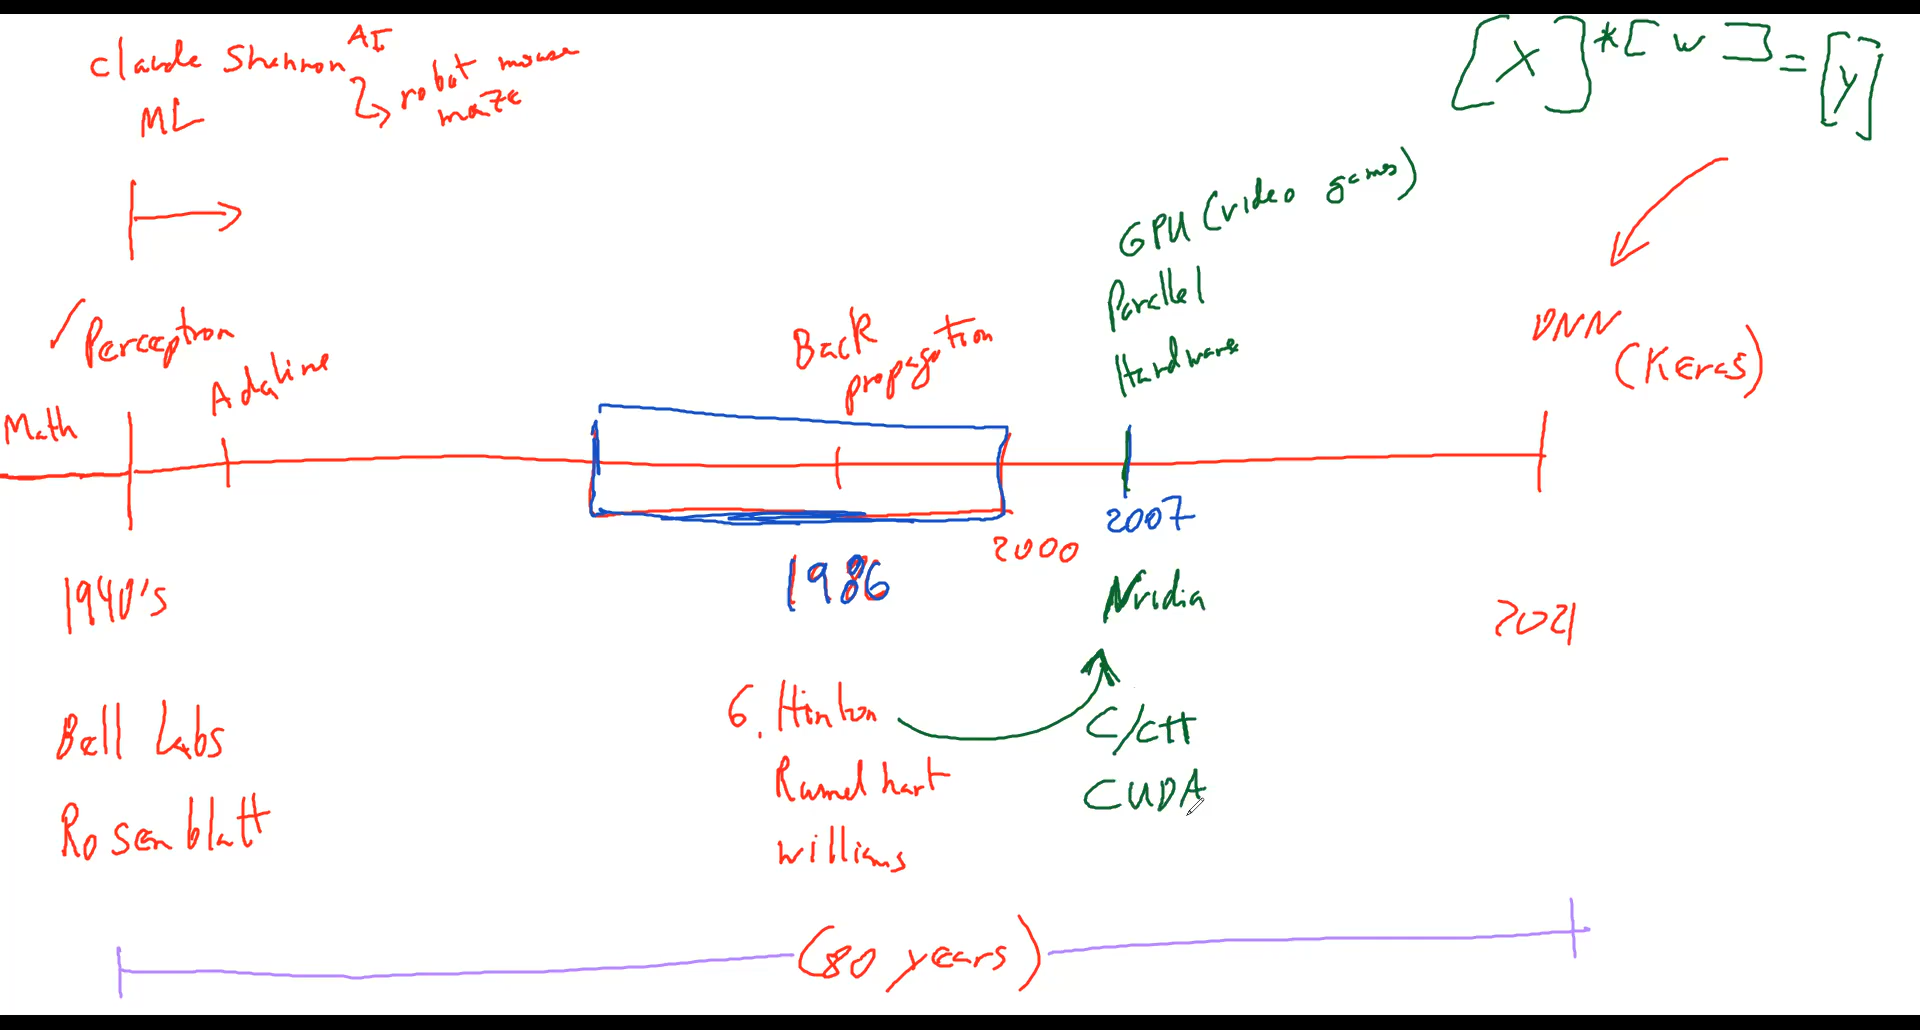 Claude Shannon AI
↳ robot mouse
maze
ML
[X] * [w] = [y]
GPU (video games)
Parallel
Hardware
✓ Perceptron
Adaline
Math
Back
propagation
DNN
(Keras)
1940's
1986
2000
2007
Nvidia
2021
Bell Labs
Rosenblatt
G. Hinton
Rumelhart
Williams
C/C++
CUDA
(80 years)